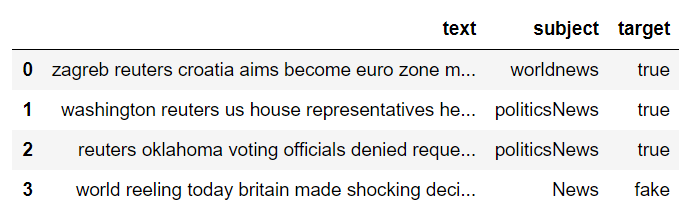 text subject target
0 zagreb reuters croatia aims become euro zone m... worldnews true
1 washington reuters us house representatives he... politicsNews true
2 reuters oklahoma voting officials denied reque... politicsNews true
3 world reeling today britain made shocking deci... News fake